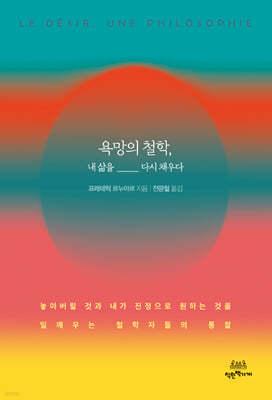 LE DÉSIR, UNE PHILOSOPHIE
욕망의 철학,
내 삶을 ____ 다시 채우다
프레데릭 르누아르 지음 | 전광철 옮김
놓아버릴 것과 내가 진정으로 원하는 것을
일깨우는 철학자들의 통찰